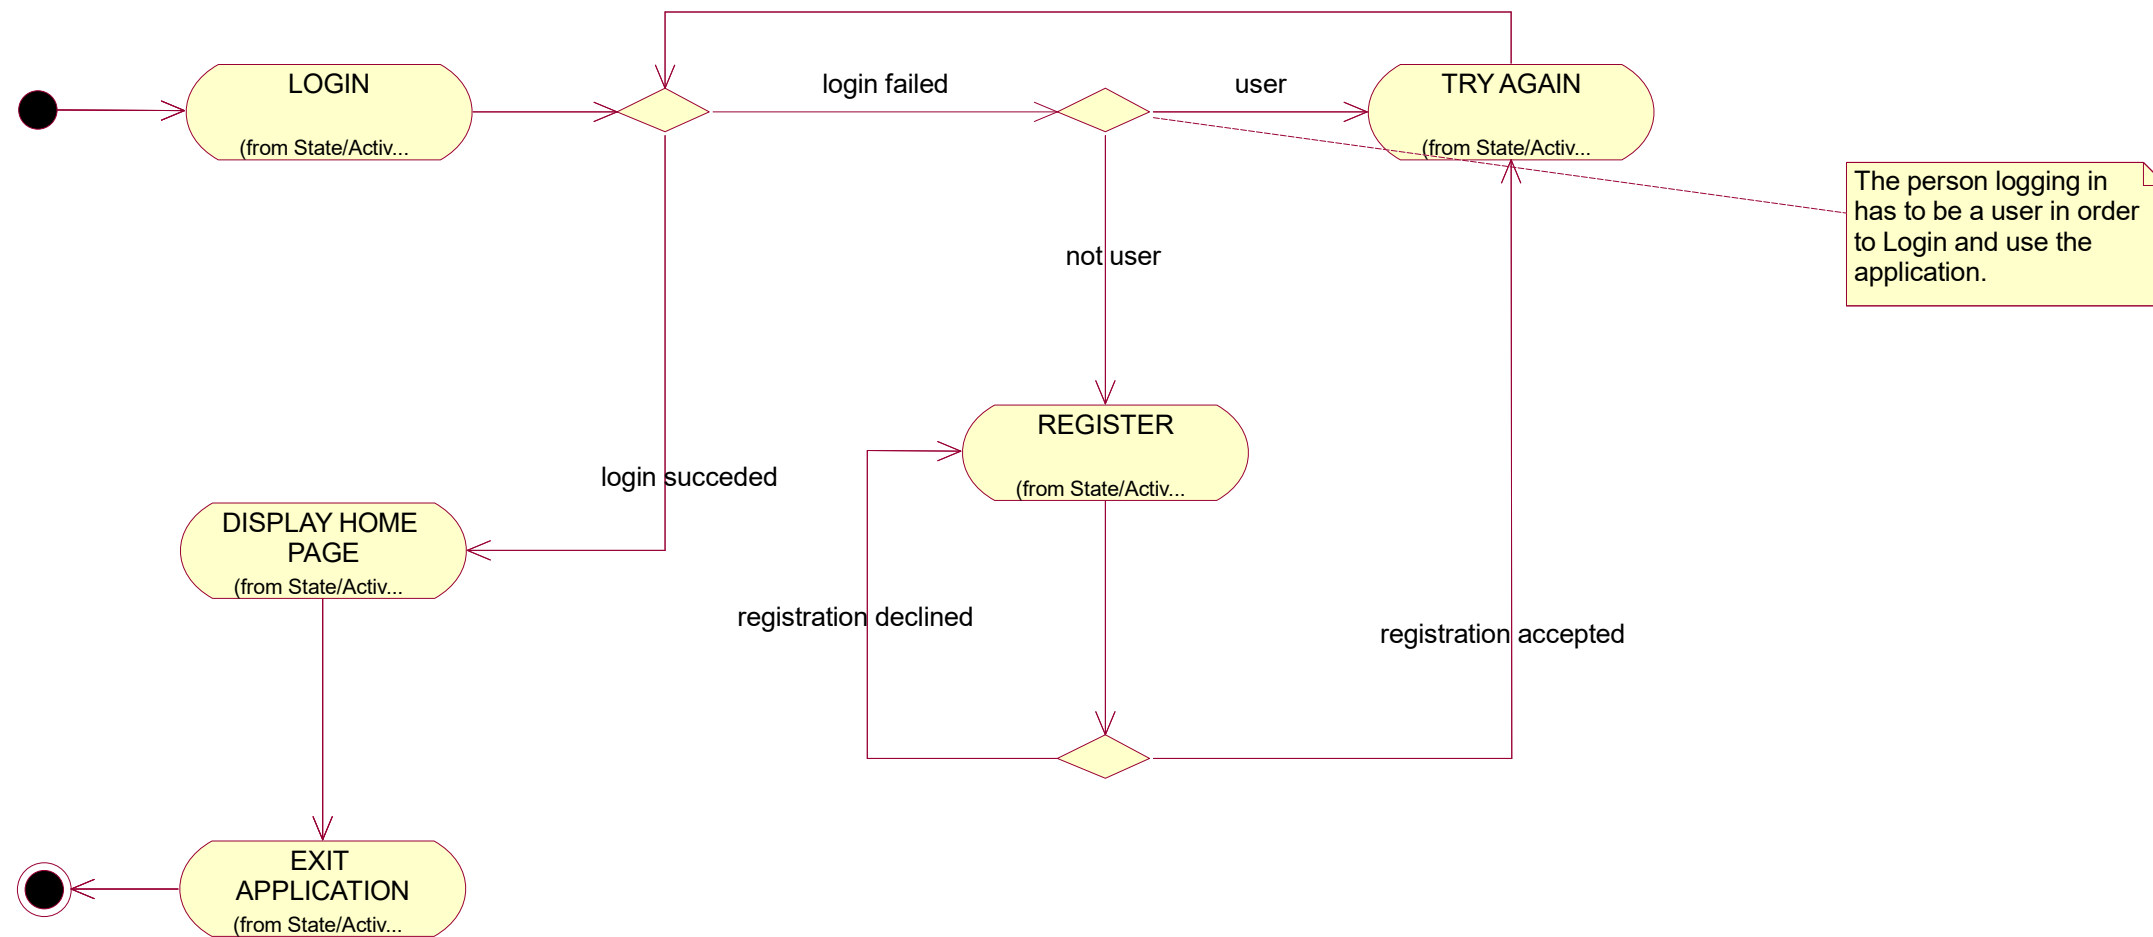 LOGIN
(from State/Activ...
login failed
user
TRY AGAIN
(from State/Activ...
The person logging in
has to be a user in order
to Login and use the
application.
not user
REGISTER
(from State/Activ...
login succeded
DISPLAY HOME
PAGE
(from State/Activ...
registration declined
registration accepted
EXIT
APPLICATION
(from State/Activ...